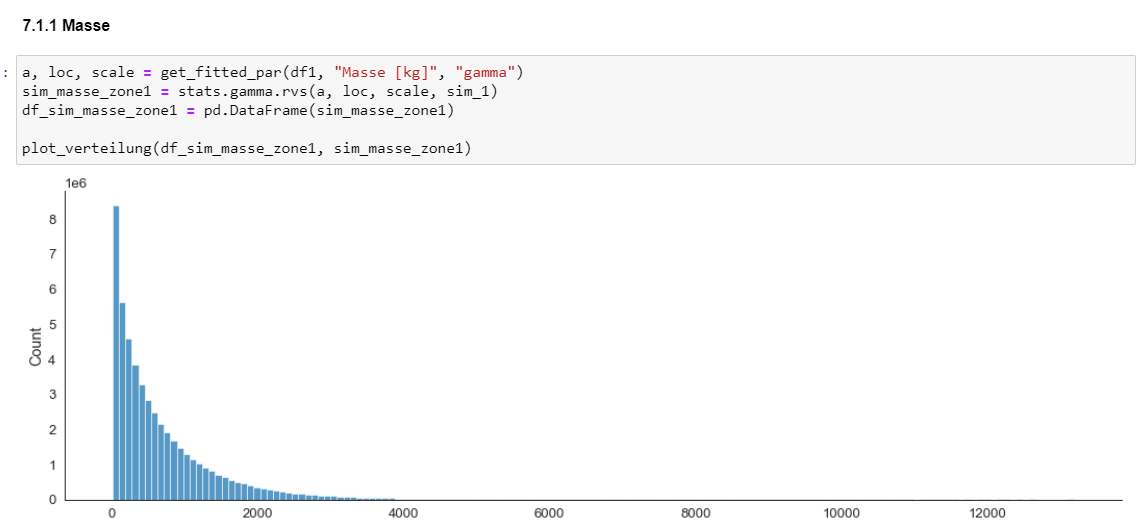 7.1.1 Masse
: a, loc, scale = get_fitted_par(df1, "Masse [kg]", "gamma")
sim_masse_zone1 = stats.gamma.rvs(a, loc, scale, sim_1)
df_sim_masse_zone1 = pd.DataFrame(sim_masse_zone1)
plot_verteilung(df_sim_masse_zone1, sim_masse_zone1)
1e6
8
7
6
5
4
3
2
1
0
Count
0 2000 4000 6000 8000 10000 12000